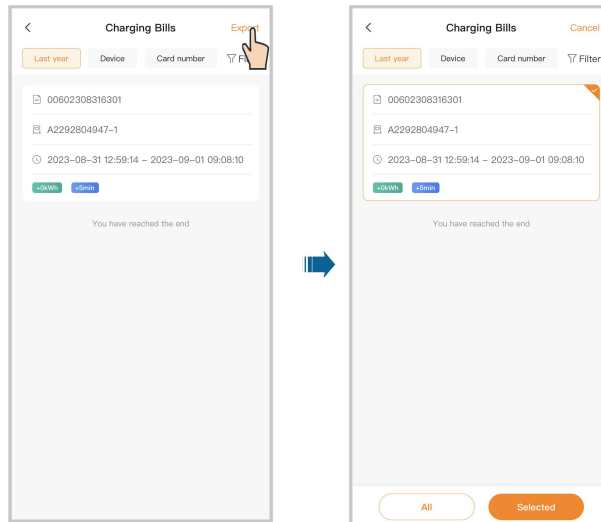 Charging Bills Export
Last year Device Card number
00602308316301
A2292804947-1
2023-08-31 12:59:14 - 2023-09-01 09:08:10
+0kWh +5min
You have reached the end
Charging Bills Cancel
Last year Device Card number Filter
00602308316301
A2292804947-1
2023-08-31 12:59:14 - 2023-09-01 09:08:10
+0kWh +5min
You have reached the end
All Selected